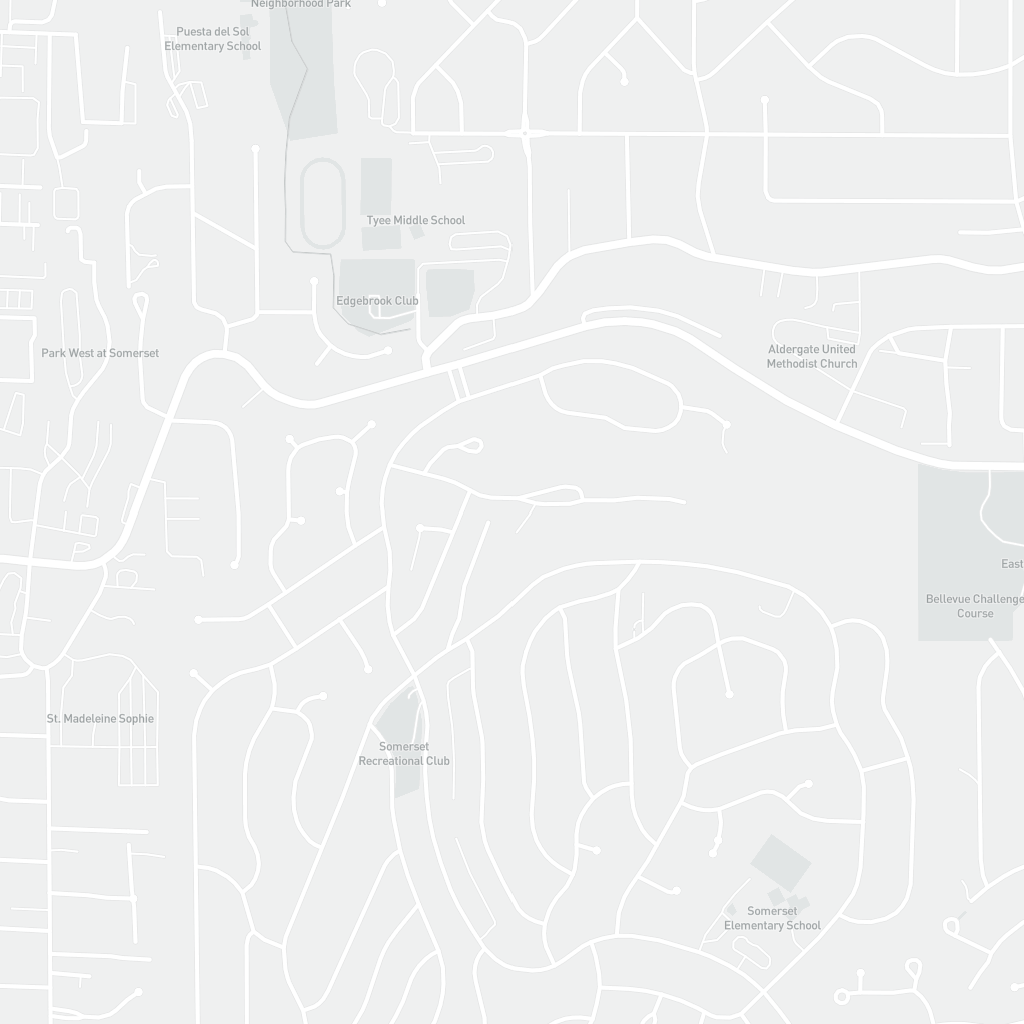 Neighborhood Park
Puesta del Sol
Elementary School
Tyee Middle School
Edgebrook Club
Park West at Somerset
Aldergate United
Methodist Church
East
Bellevue Challenge
Course
St. Madeleine Sophie
Somerset
Recreational Club
Somerset
Elementary School